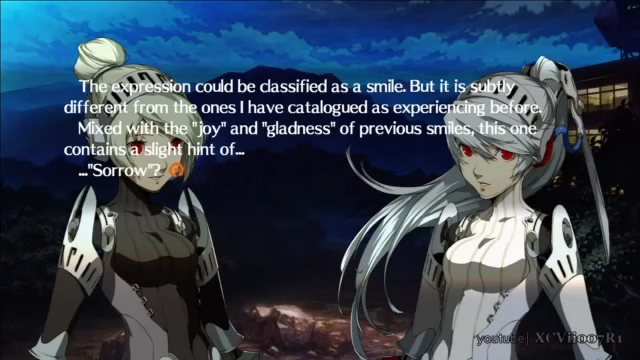 The expression could be classified as a smile. But it is subtly
different from the ones I have catalogued as experiencing before.
Mixed with the "joy" and "gladness" of previous smiles, this one
contains a slight hint of...
..."Sorrow"?
youtube| XCVii007R1